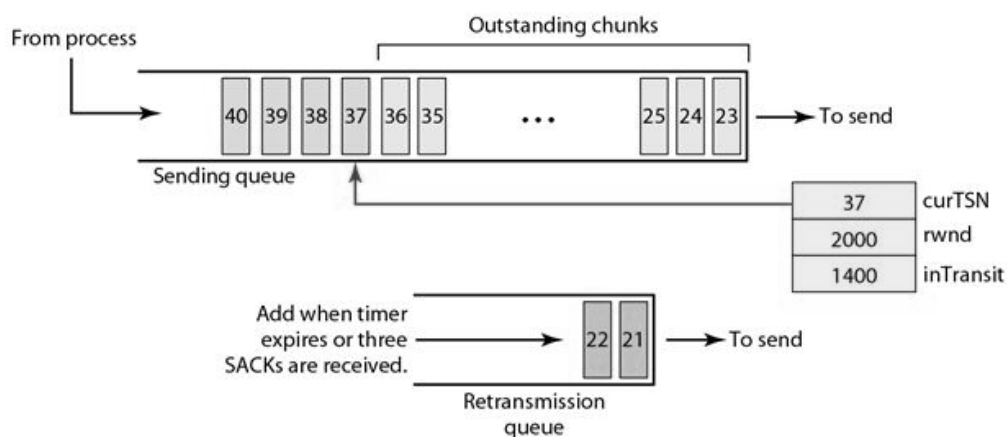 Outstanding chunks
From process
40 39 38 37 36 35 ... 25 24 23
To send
Sending queue
37 curTSN
2000 rwnd
1400 inTransit
Add when timer
expires or three
SACKs are received.
22 21
To send
Retransmission
queue